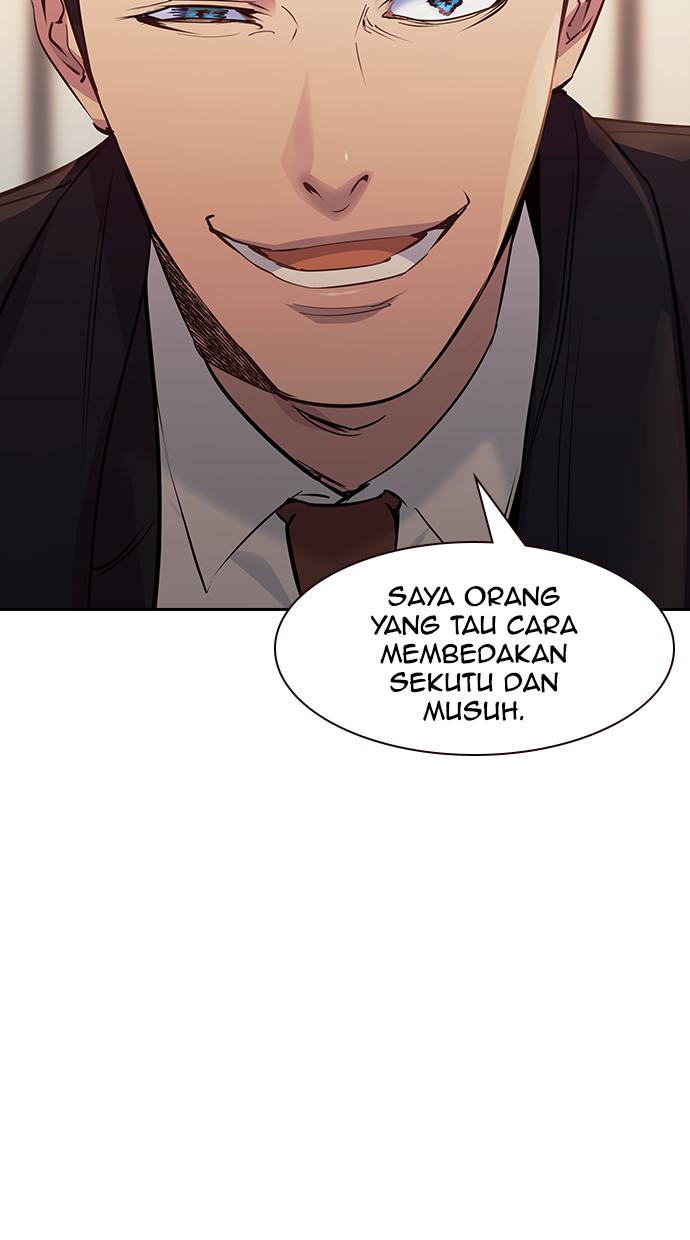 SAYA ORANG
YANG TAU CARA
MEMBEDAKAN
SEKUTU DAN
MUSUH.